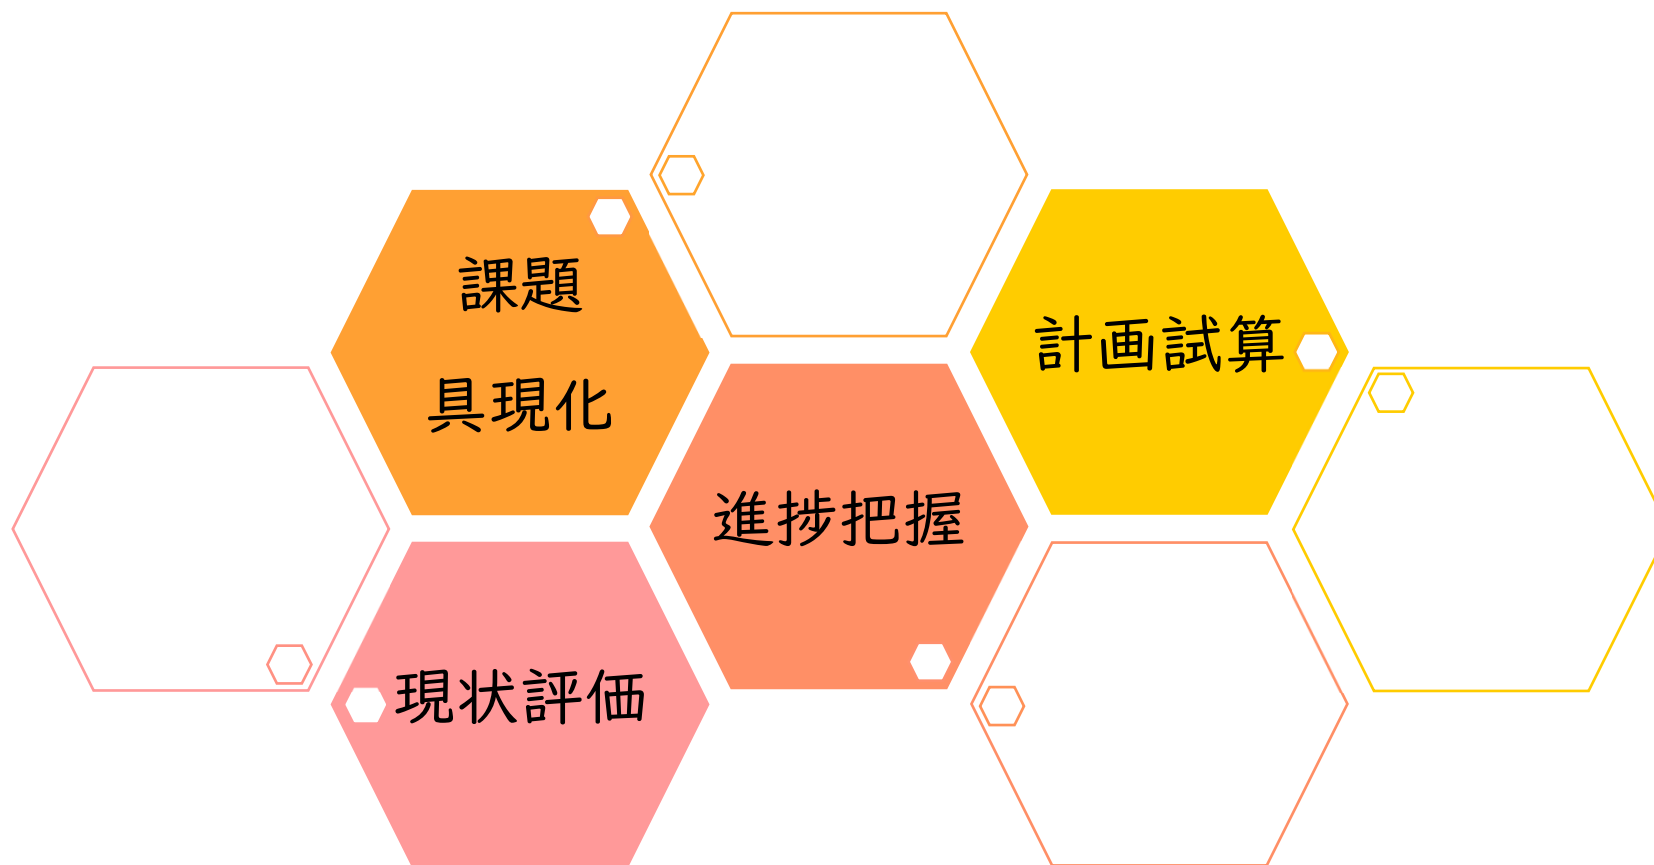 課題
具現化
計画試算
進捗把握
現状評価